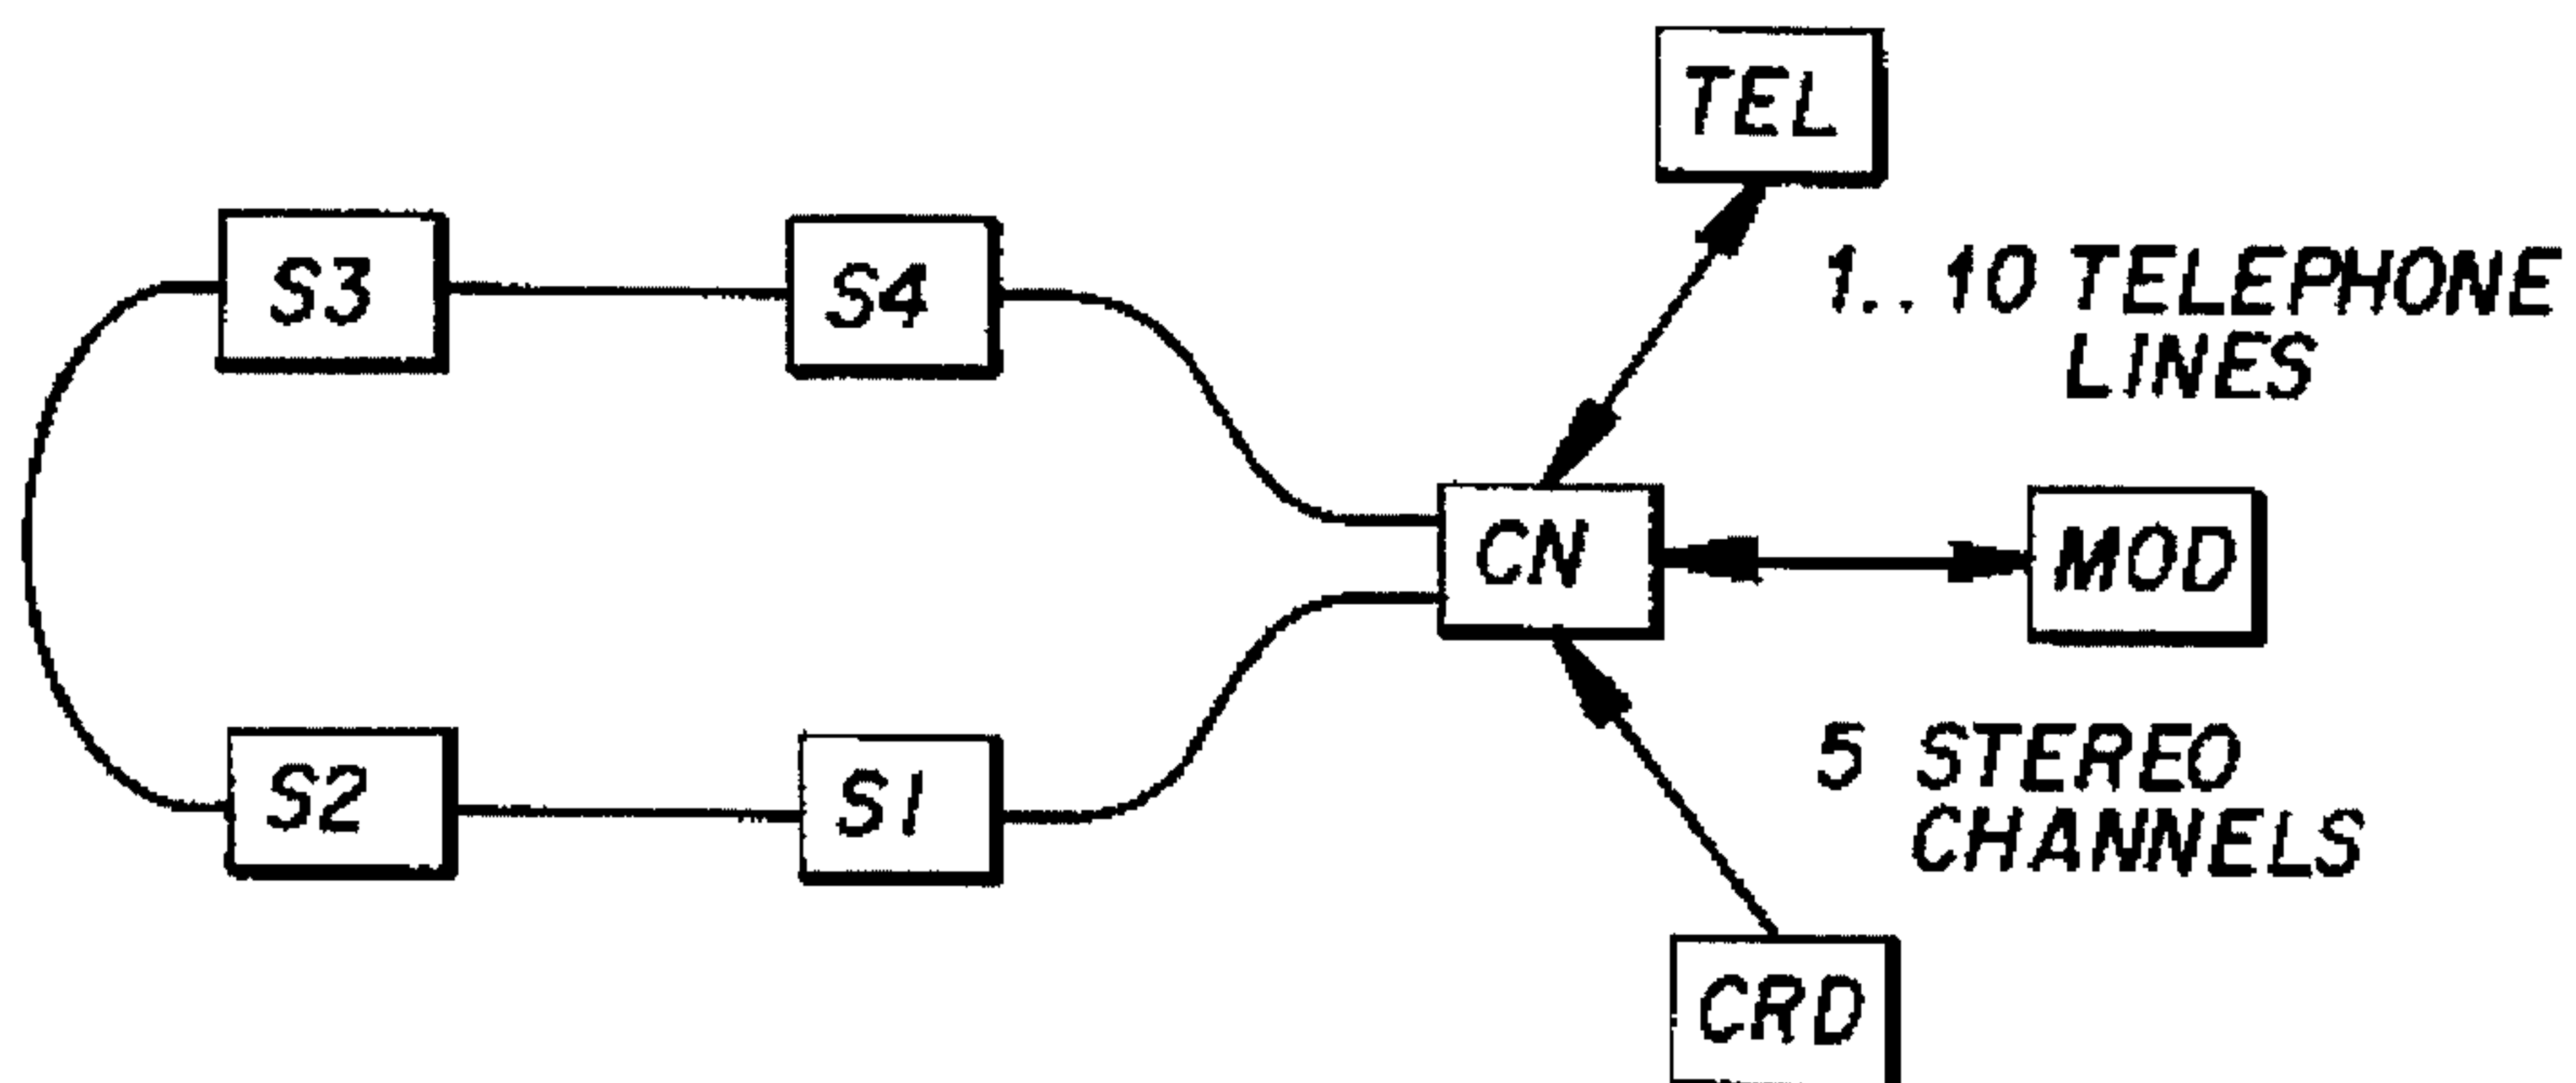 TEL
1..10 TELEPHONE
LINES
S3
S4
CN
MOD
S2
S1
5 STEREO
CHANNELS
CRD